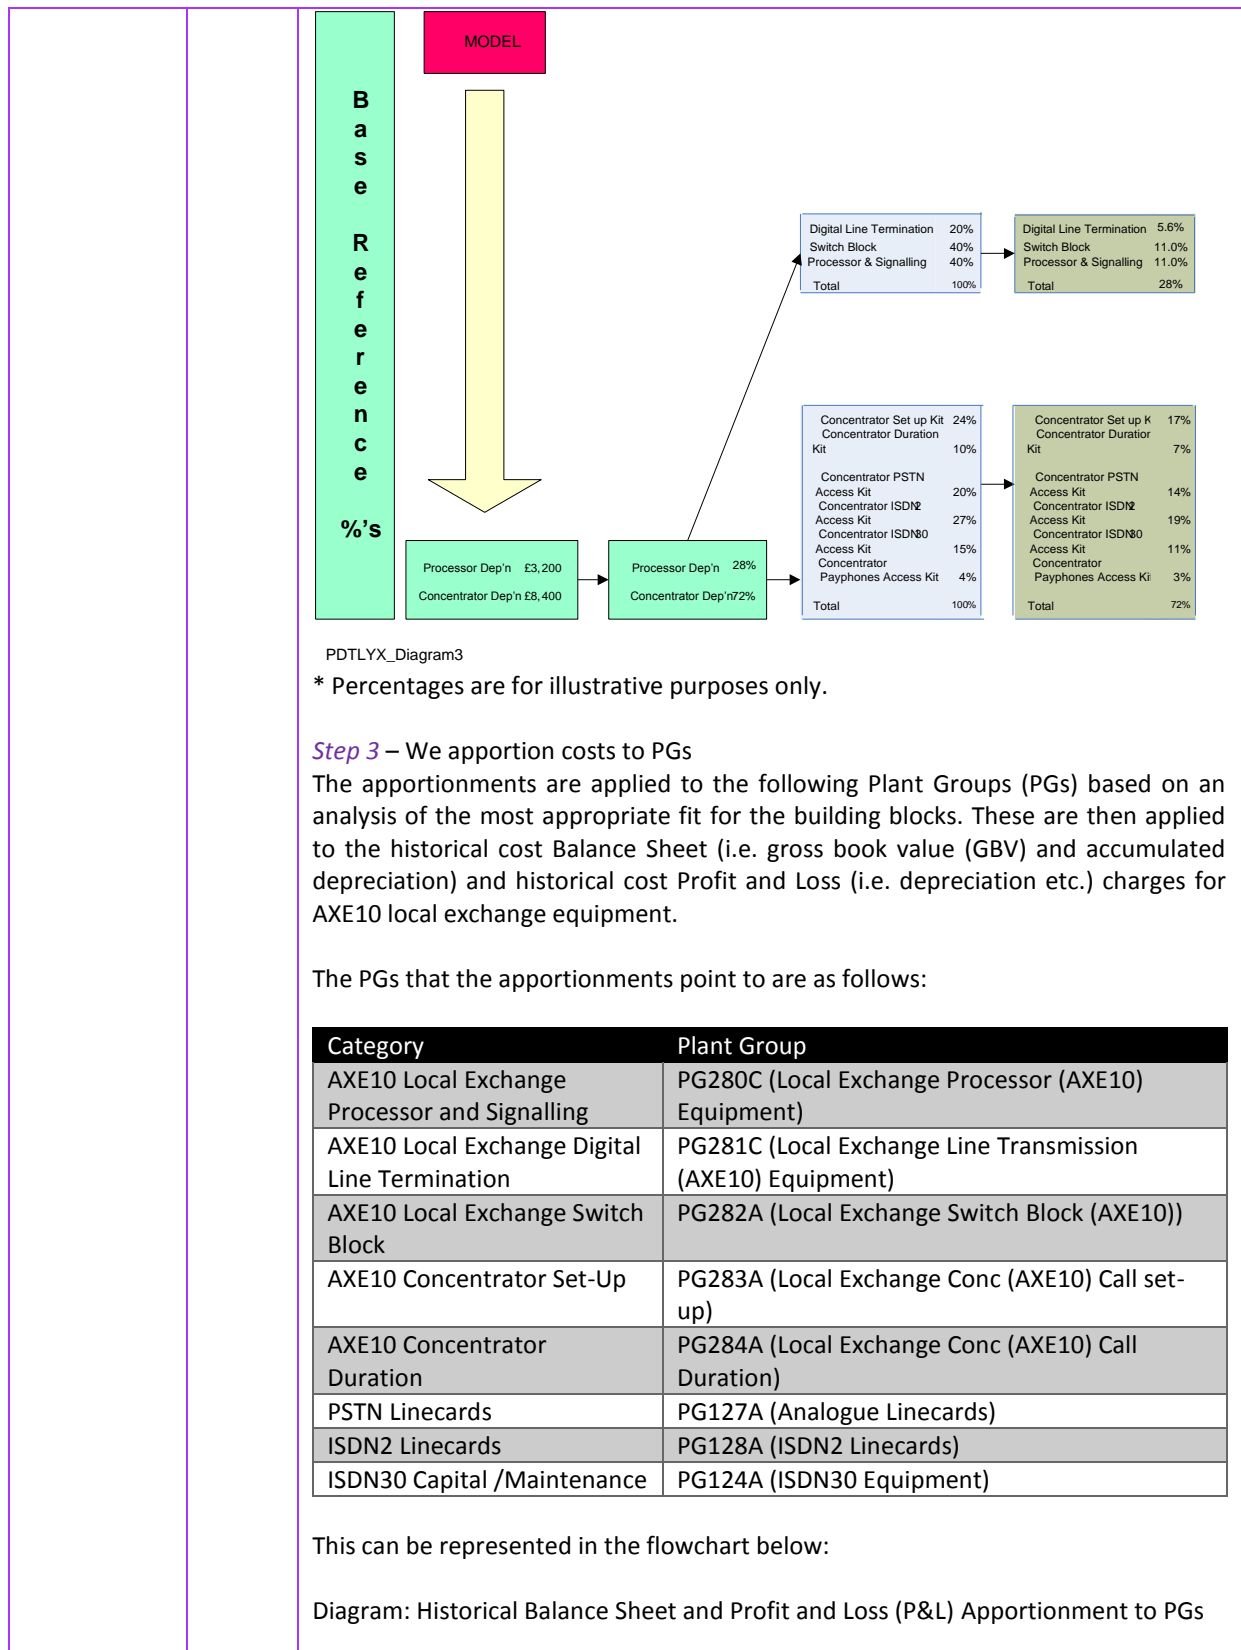 MODEL
Base Reference %'s
Digital Line Termination 20%
Switch Block 40%
Processor & Signalling 40%
Total 100%
Digital Line Termination 5.6%
Switch Block 11.0%
Processor & Signalling 11.0%
Total 28%
Processor Dep'n £3,200
Concentrator Dep'n £8,400
Processor Dep'n 28%
Concentrator Dep'n 72%
Concentrator Set up Kit 24%
Concentrator Duration
Kit 10%
Concentrator PSTN
Access Kit 20%
Concentrator ISDN2
Access Kit 27%
Concentrator ISDN30
Access Kit 15%
Concentrator
Payphones Access Kit 4%
Total 100%
Concentrator Set up K 17%
Concentrator Duration
Kit 7%
Concentrator PSTN
Access Kit 14%
Concentrator ISDN2
Access Kit 19%
Concentrator ISDN30
Access Kit 11%
Concentrator
Payphones Access Ki 3%
Total 72%
PDTLYX_Diagram3
* Percentages are for illustrative purposes only.
Step 3 – We apportion costs to PGs
The apportionments are applied to the following Plant Groups (PGs) based on an
analysis of the most appropriate fit for the building blocks. These are then applied
to the historical cost Balance Sheet (i.e. gross book value (GBV) and accumulated
depreciation) and historical cost Profit and Loss (i.e. depreciation etc.) charges for
AXE10 local exchange equipment.
The PGs that the apportionments point to are as follows:
Category Plant Group
AXE10 Local Exchange
Processor and Signalling
PG280C (Local Exchange Processor (AXE10)
Equipment)
AXE10 Local Exchange Digital
Line Termination
PG281C (Local Exchange Line Transmission
(AXE10) Equipment)
AXE10 Local Exchange Switch
Block
PG282A (Local Exchange Switch Block (AXE10))
AXE10 Concentrator Set-Up
PG283A (Local Exchange Conc (AXE10) Call set-
up)
AXE10 Concentrator
Duration
PG284A (Local Exchange Conc (AXE10) Call
Duration)
PSTN Linecards PG127A (Analogue Linecards)
ISDN2 Linecards PG128A (ISDN2 Linecards)
ISDN30 Capital /Maintenance PG124A (ISDN30 Equipment)
This can be represented in the flowchart below:
Diagram: Historical Balance Sheet and Profit and Loss (P&L) Apportionment to PGs